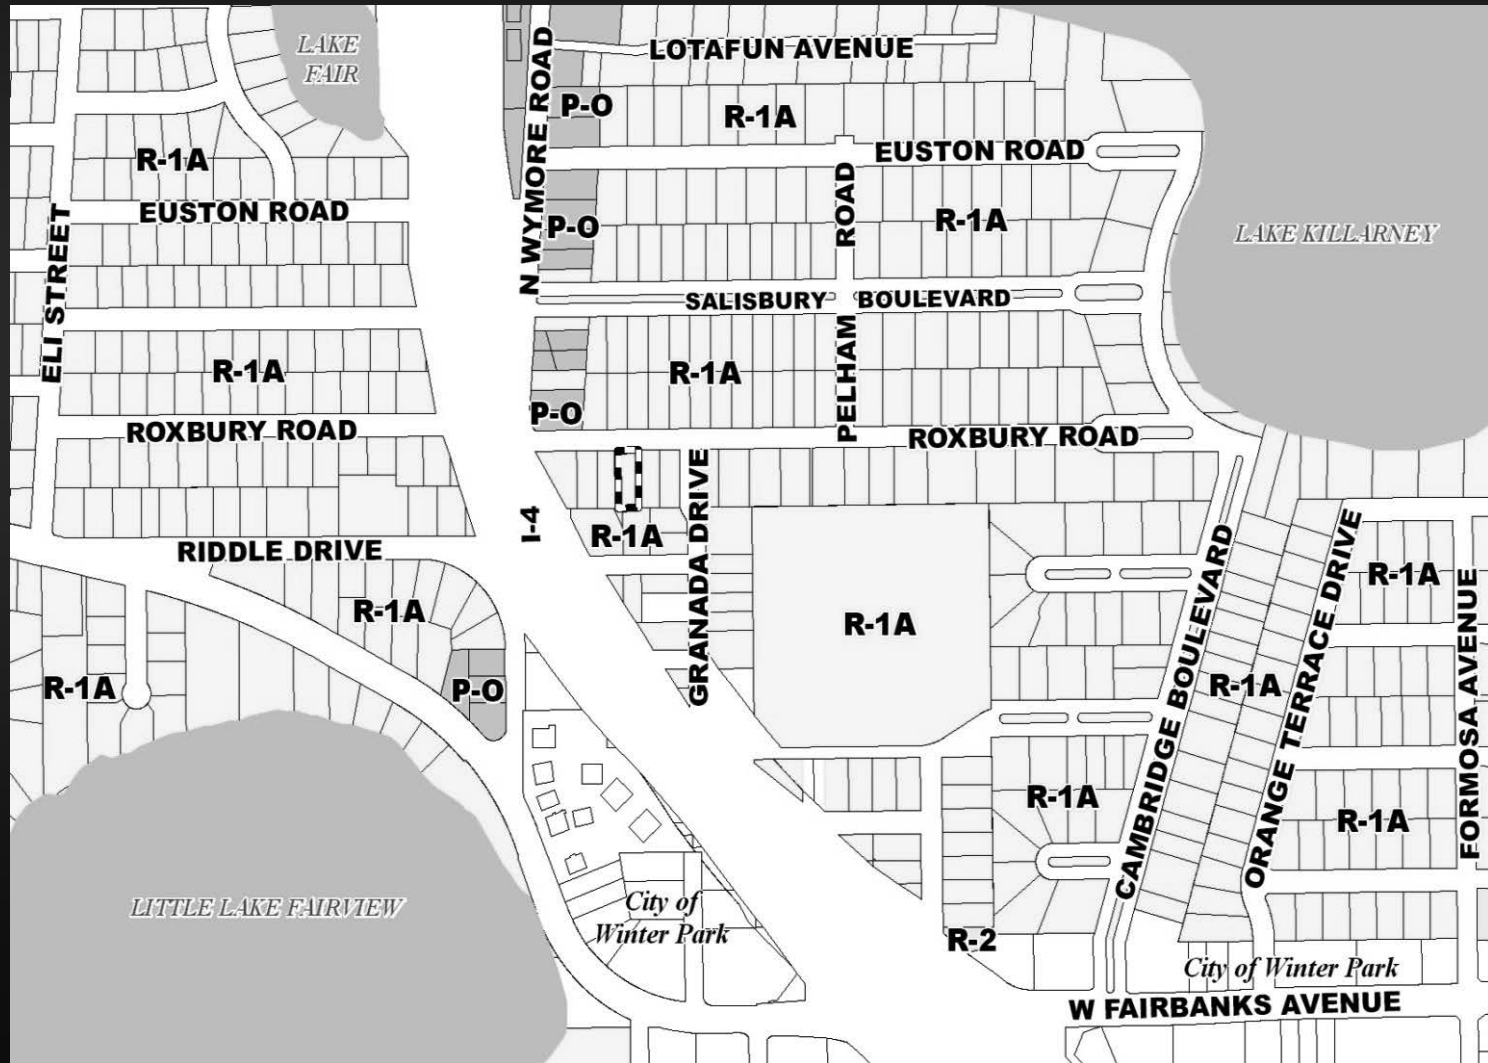 LAKE
FAIR
LOTAFUN AVENUE
N WYMORE ROAD
P-O
R-1A
R-1A
EUSTON ROAD
EUSTON ROAD
PELHAM ROAD
R-1A
P-O
LAKE KILLARNEY
ELI STREET
SALISBURY BOULEVARD
R-1A
R-1A
P-O
ROXBURY ROAD
ROXBURY ROAD
I-4
R-1A
GRANADA DRIVE
RIDDLE DRIVE
R-1A
R-1A
R-1A
CAMBRIDGE BOULEVARD
ORANGE TERRACE DRIVE
FORMOSA AVENUE
R-1A
P-O
R-1A
R-1A
R-1A
LITTLE LAKE FAIRVIEW
City of
Winter Park
R-2
City of Winter Park
W FAIRBANKS AVENUE